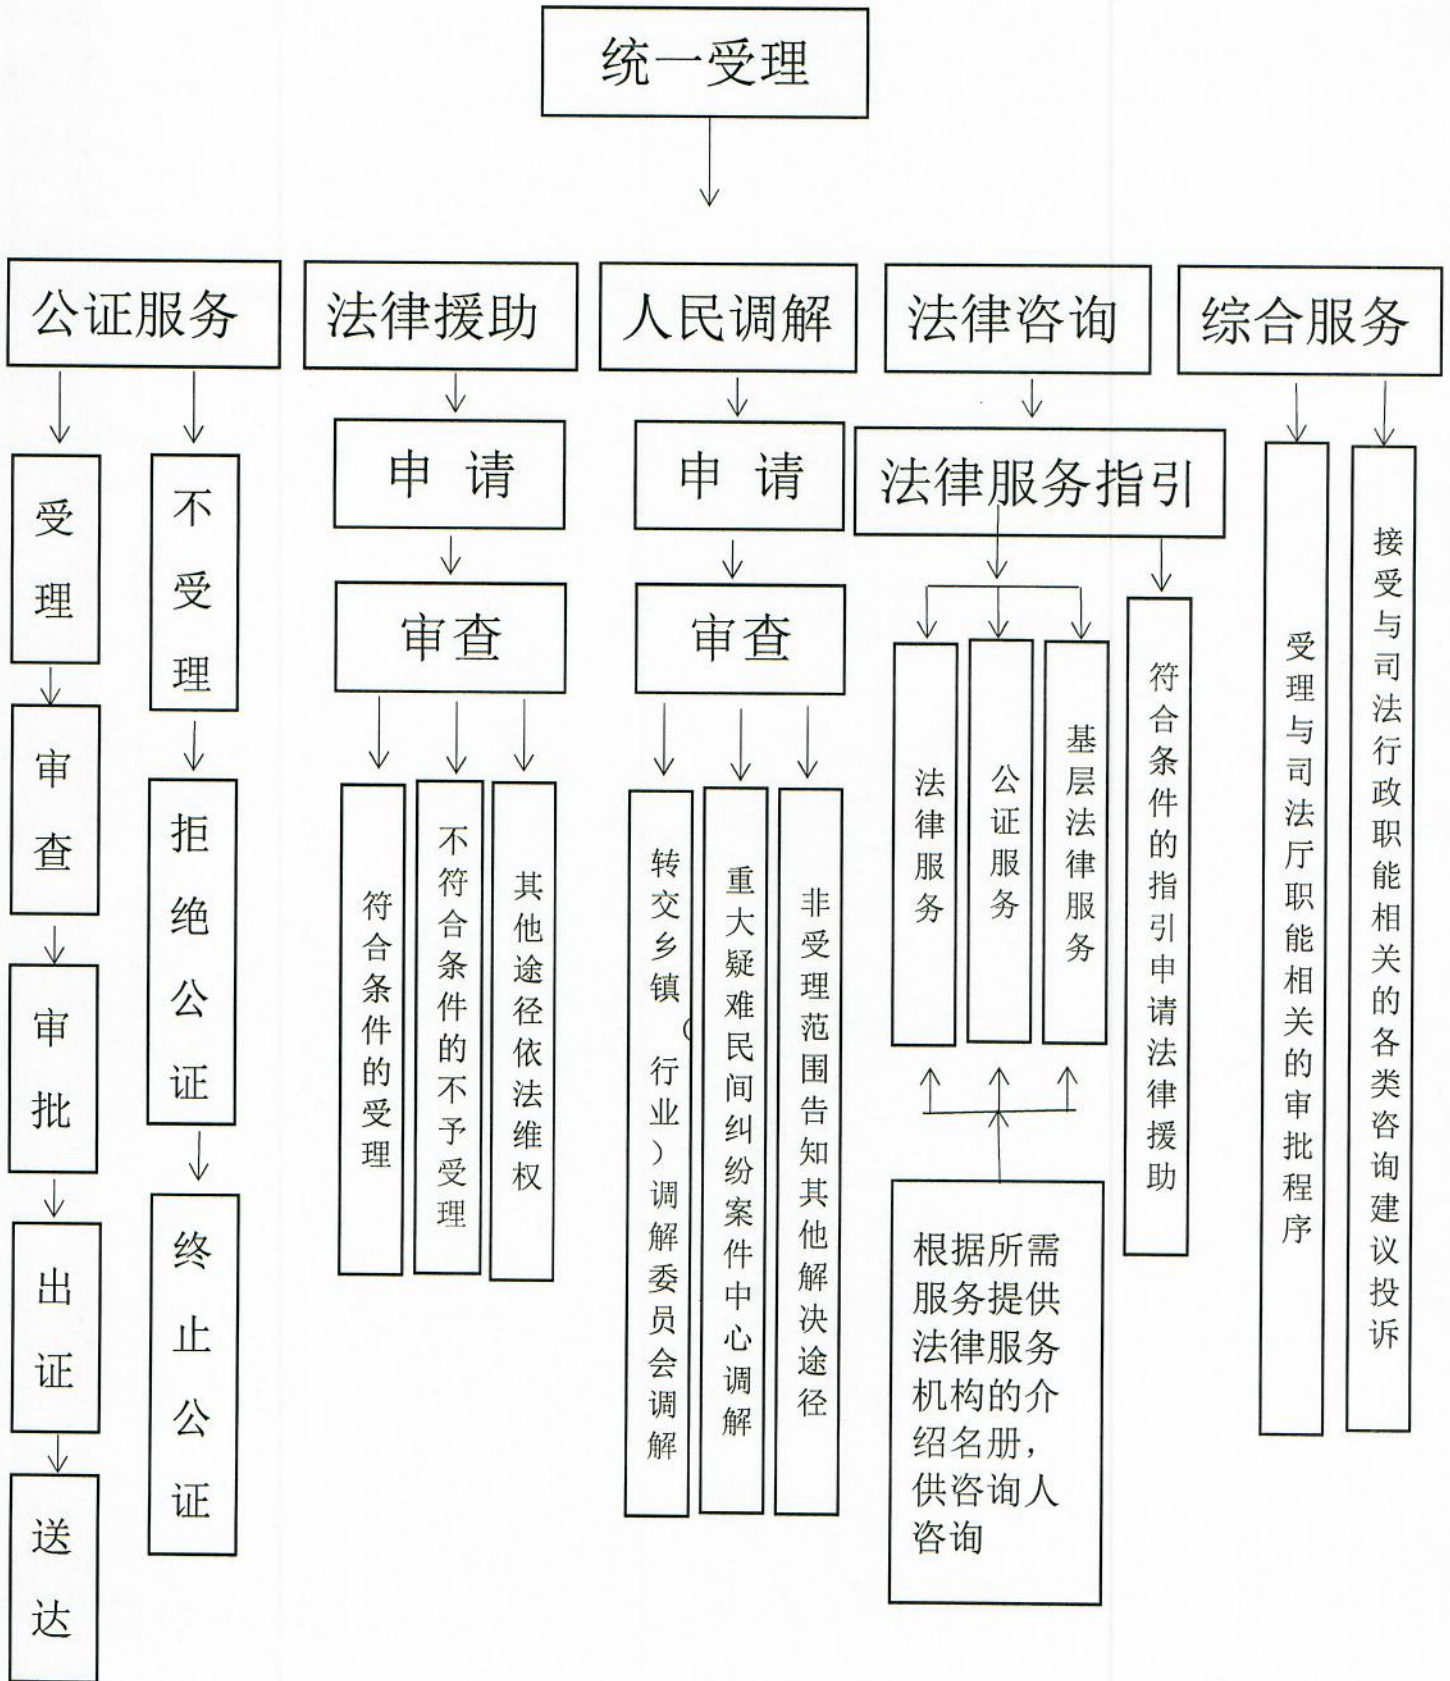 统一受理
公证服务
法律援助
人民调解
法律咨询
综合服务
受理
审查
审批
出证
送达
不受理
拒绝公证
终止公证
申 请
审查
符合条件的受理
不符合条件的不予受理
其他途径依法维权
申 请
审查
转交乡镇（行业）调解委员会调解
重大疑难民间纠纷案件中心调解
非受理范围告知其他解决途径
法律服务指引
法律服务
公证服务
基层法律服务
根据所需
服务提供
法律服务
机构的介
绍名册，
供咨询人
咨询
符合条件的指引申请法律援助
受理与司法厅职能相关的审批程序
接受与司法行政职能相关的各类咨询建议投诉